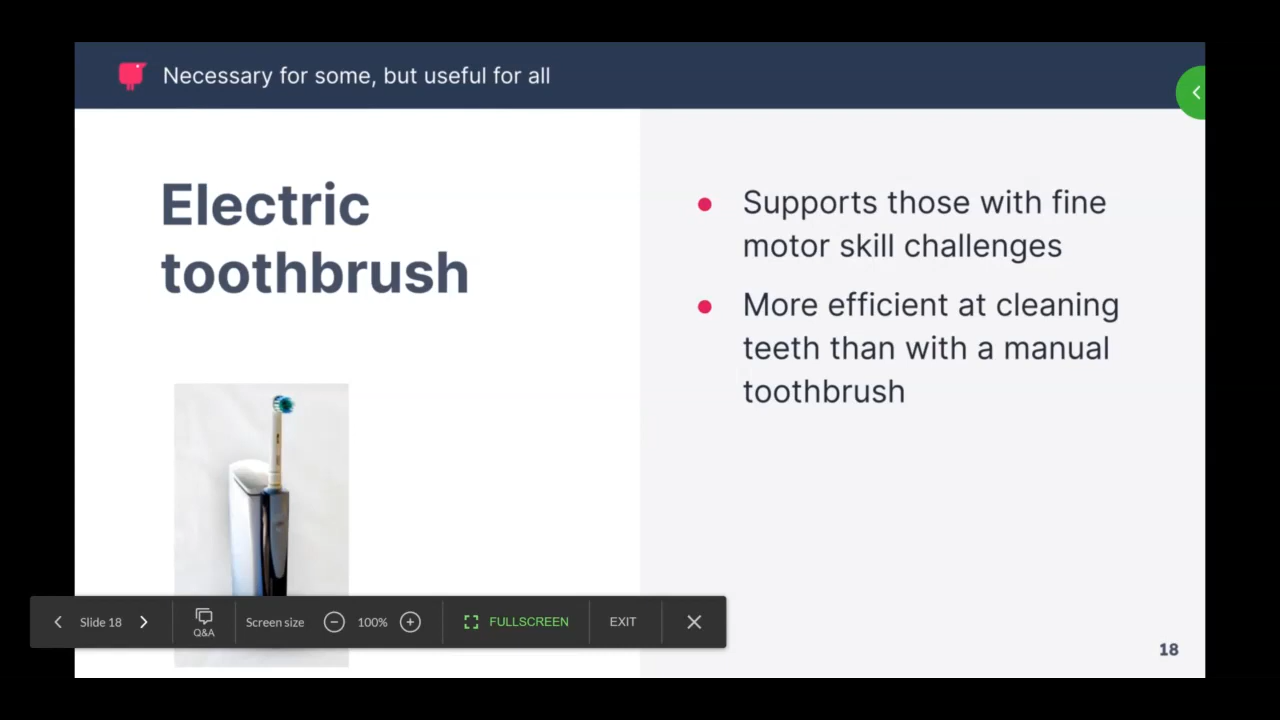 Necessary for some, but useful for all
Electric
toothbrush
Supports those with fine
motor skill challenges
More efficient at cleaning
teeth than with a manual
toothbrush
Slide 18
Q&A
Screen size
100%
FULLSCREEN
EXIT
18